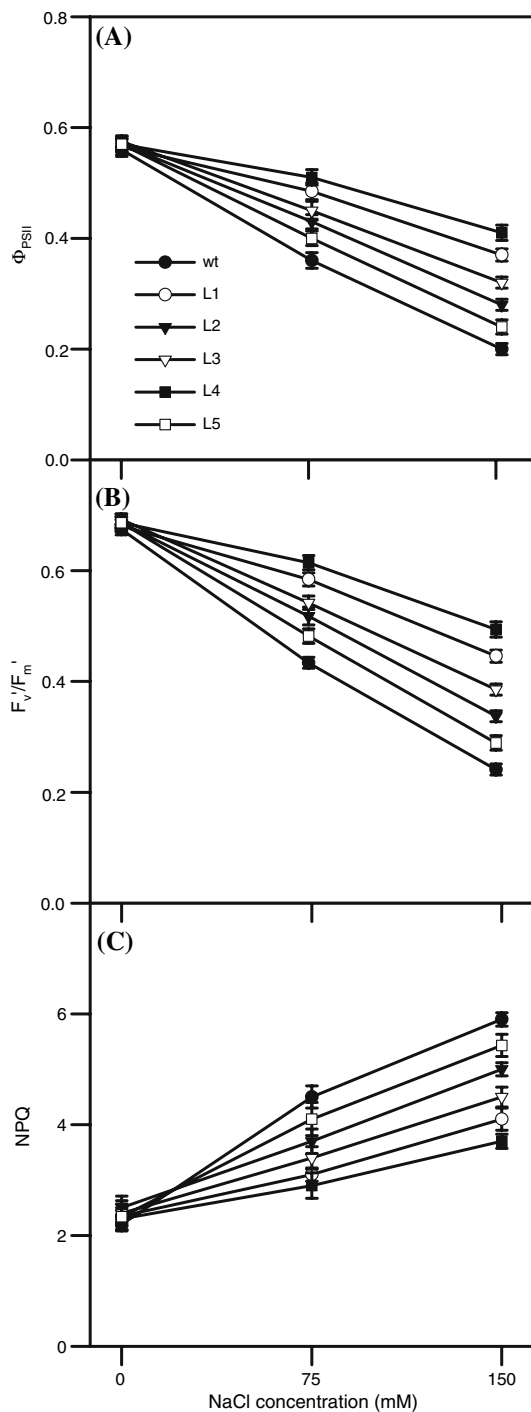 (A)
0.8
0.6
0.4
0.2
0.0
ΦPSII
wt
L1
L2
L3
L4
L5
(B)
0.6
0.4
0.2
0.0
Fv'/Fm'
(C)
6
4
2
0
NPQ
0 75 150
NaCl concentration (mM)